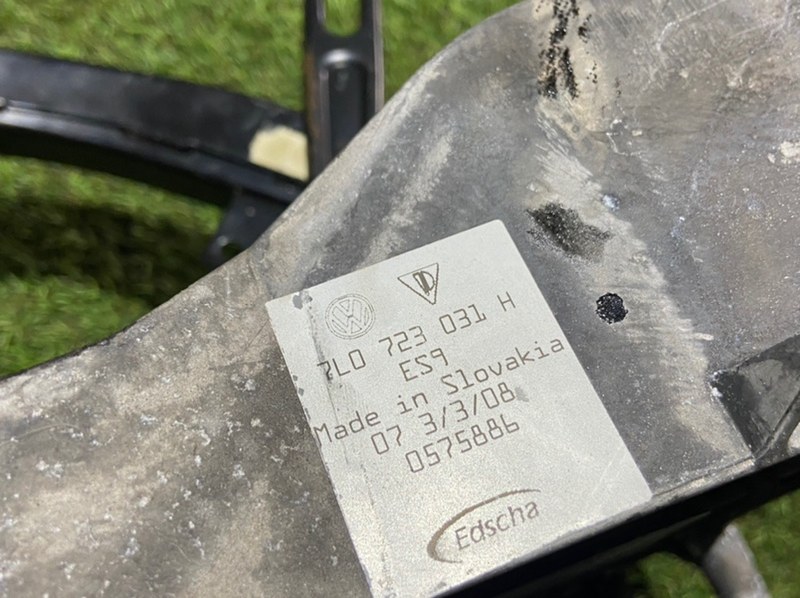 7L0 723 031 H
ES9
Made in Slovakia
07 3/3/08
0575886
Edscha